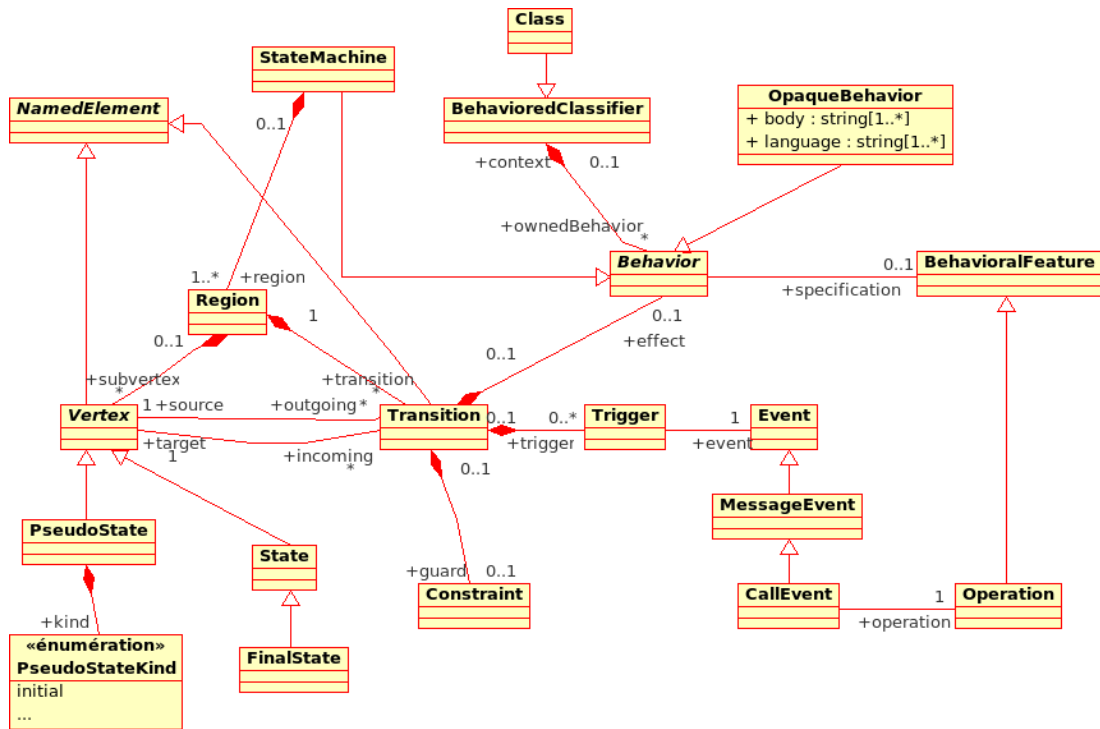 Class
StateMachine
NamedElement
BehavioredClassifier
OpaqueBehavior
+ body : string[1..*]
+ language : string[1..*]
0..1
+context
0..1
+ownedBehavior
*
Behavior
0..1
BehavioralFeature
+specification
1..*
+region
Region
1
0..1
0..1
+effect
0..1
+subvertex
*
+transition
*
1
+source
+outgoing
*
Vertex
Transition
0..1
0..*
Trigger
1
Event
+target
1
+incoming
*
+trigger
+event
0..1
MessageEvent
PseudoState
State
+guard
0..1
Constraint
CallEvent
1
Operation
+operation
+kind
«énumération»
PseudoStateKind
initial
...
FinalState